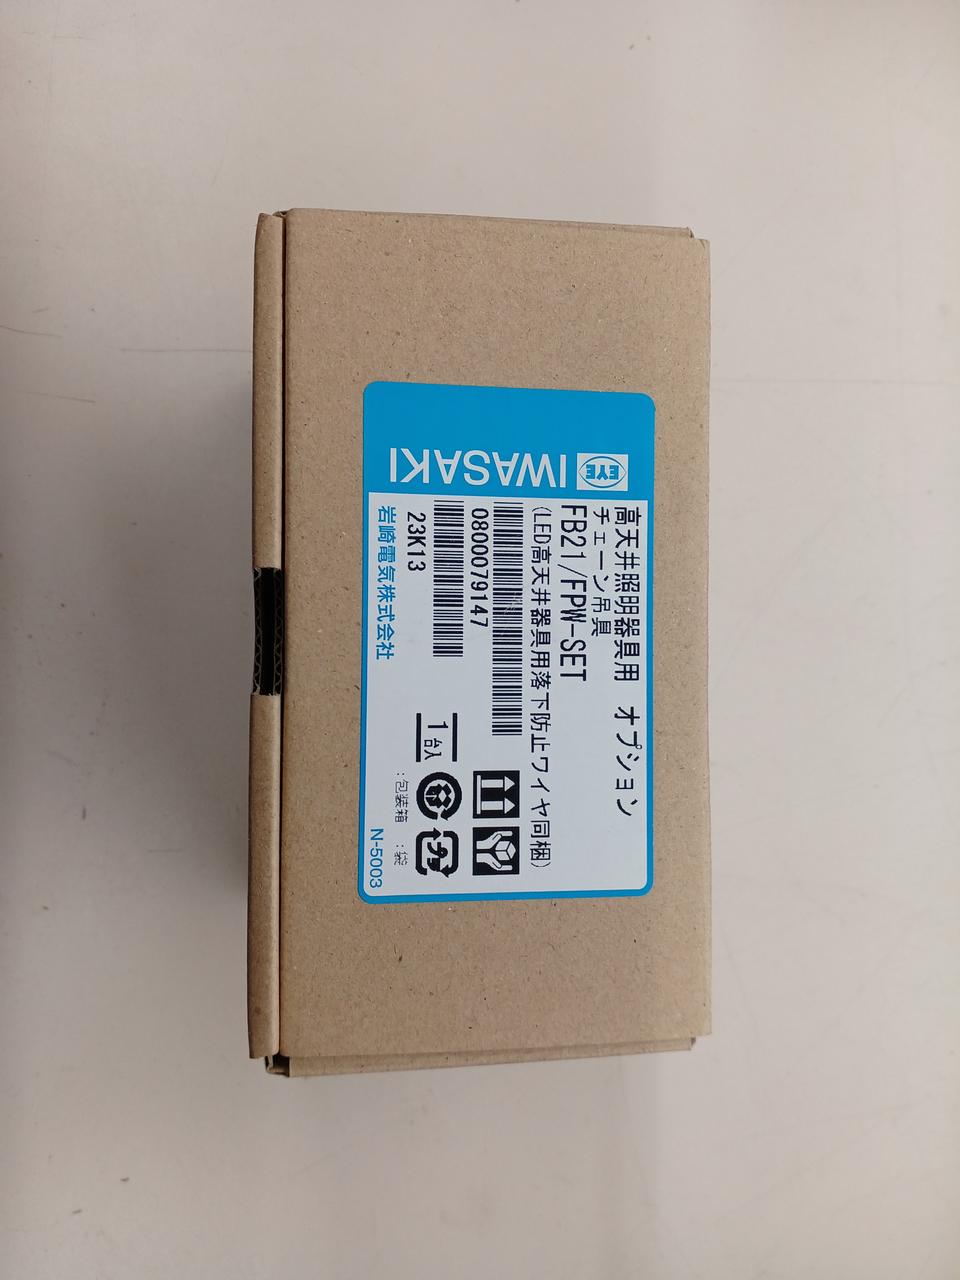 EYE IWASAKI
高天井照明器具用 オプション
チェーン吊具
FB21/FPW-SET
(LED高天井器具用落下防止ワイヤ同梱)
0800079147
23K13
1台入
:包装箱 :袋
岩崎電気株式会社
N-5003